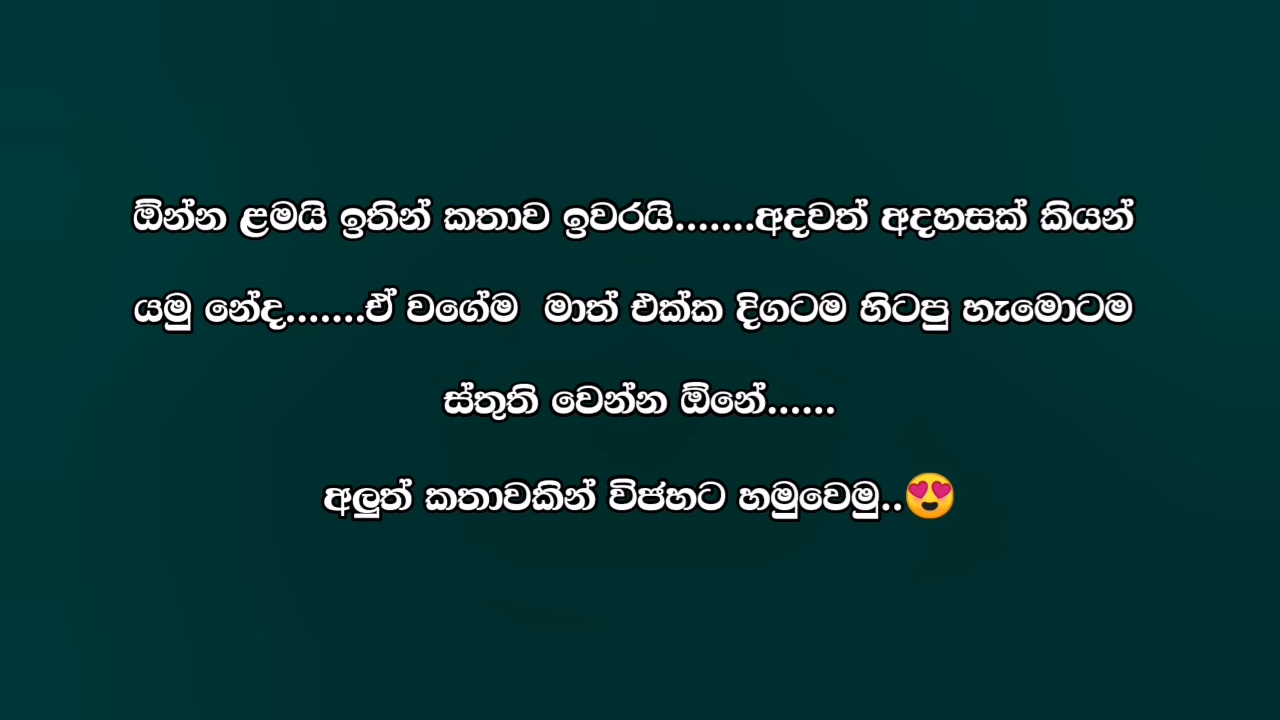 ඕන්න ළමයි ඉතින් කතාව ඉවරයි.......අදවත් අදහසක් කියන්
යමු නේද.......ඒ වගේම මාත් එක්ක දිගටම හිටපු හැමොටම
ස්තුති වෙන්න ඕනේ......
අලුත් කතාවකින් විජහට හමුවෙමු..😍